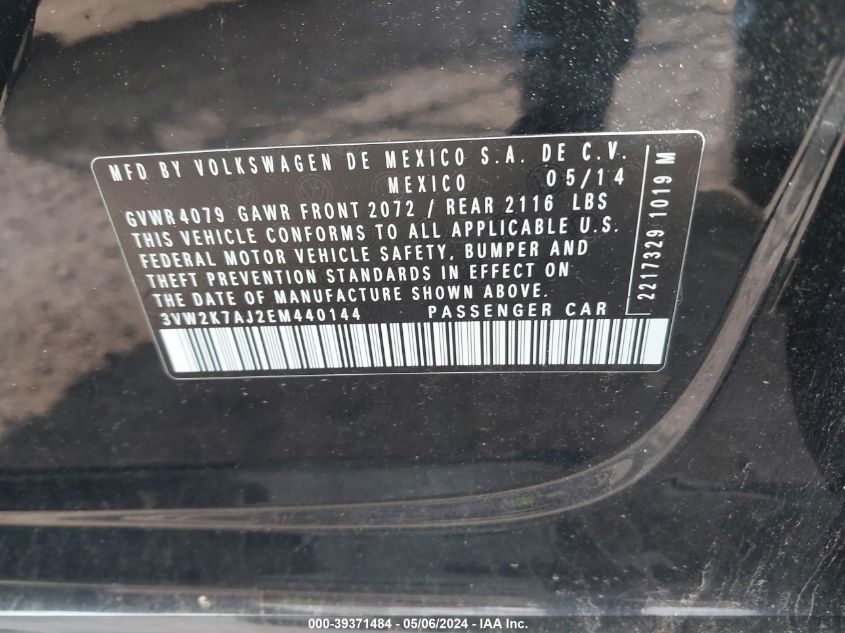 MFD BY VOLKSWAGEN DE MEXICO S.A. DE C.V.
MEXICO 05/14
GVWR 4079 GAWR FRONT 2072 / REAR 2116 LBS
THIS VEHICLE CONFORMS TO ALL APPLICABLE U.S.
FEDERAL MOTOR VEHICLE SAFETY, BUMPER AND
THEFT PREVENTION STANDARDS IN EFFECT ON
THE DATE OF MANUFACTURE SHOWN ABOVE.
3VW2K7AJ2EM440144 PASSENGER CAR
2217329 1019 M
000-39371484 - 05/06/2024 - IAA Inc.